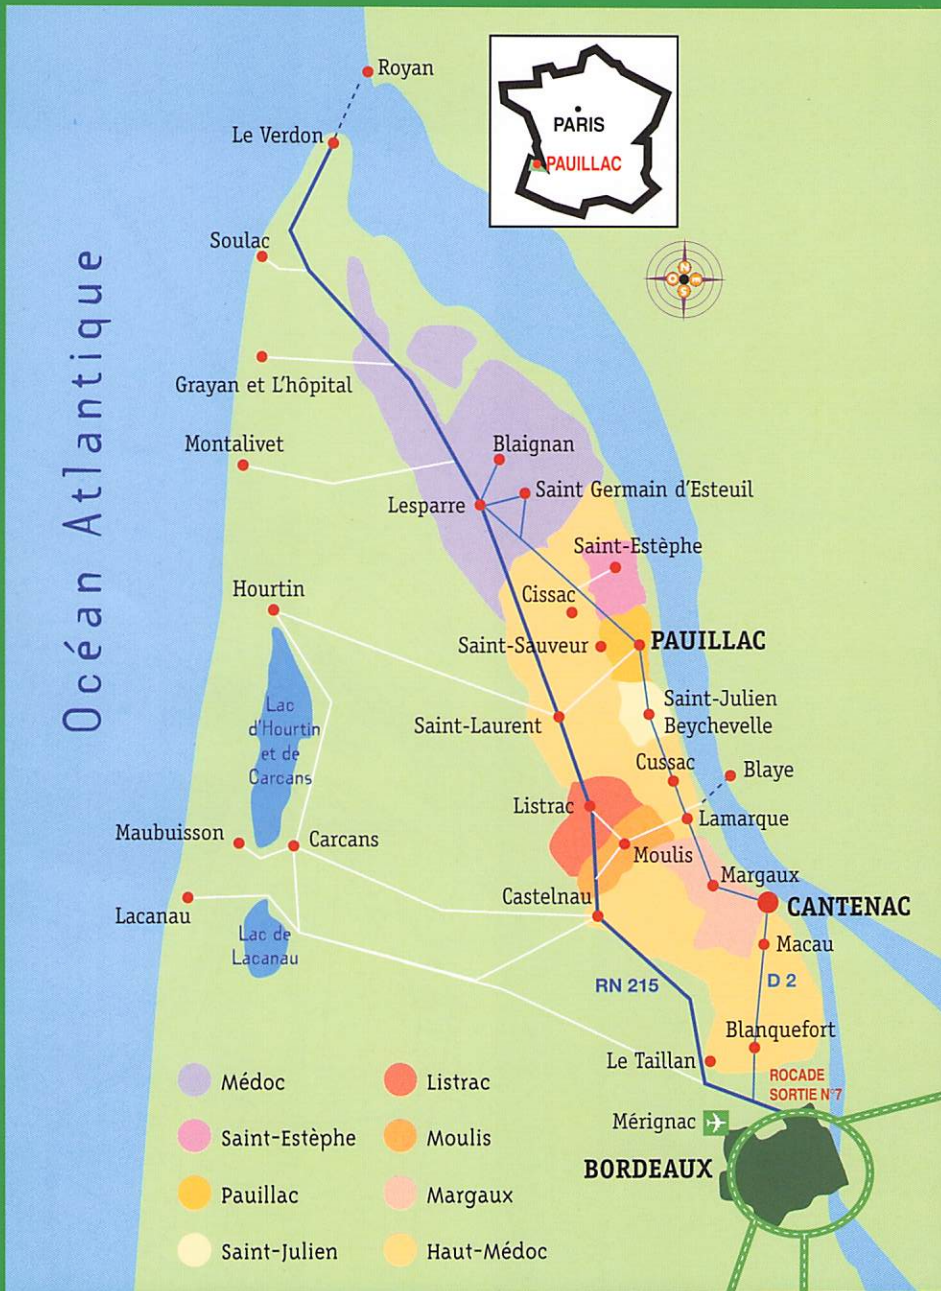 Royan
Le Verdon
PARIS
PAUILLAC
Soulac
N
O
E
S
Océan Atlantique
Grayan et L'hôpital
Montalivet
Blaignan
Saint Germain d'Esteuil
Lesparre
Saint-Estèphe
Cissac
Hourtin
Saint-Sauveur
PAUILLAC
Lac
d'Hourtin
et de
Carcans
Saint-Laurent
Saint-Julien
Beychevelle
Cussac
Blaye
Listrac
Lamarque
Maubuisson
Carcans
Moulis
Margaux
Castelnau
CANTENAC
Lacanau
Lac de
Lacanau
Macau
RN 215
D 2
Blanquefort
Le Taillan
ROCADE
SORTIE N°7
Mérignac
BORDEAUX
Médoc
Saint-Estèphe
Pauillac
Saint-Julien
Listrac
Moulis
Margaux
Haut-Médoc